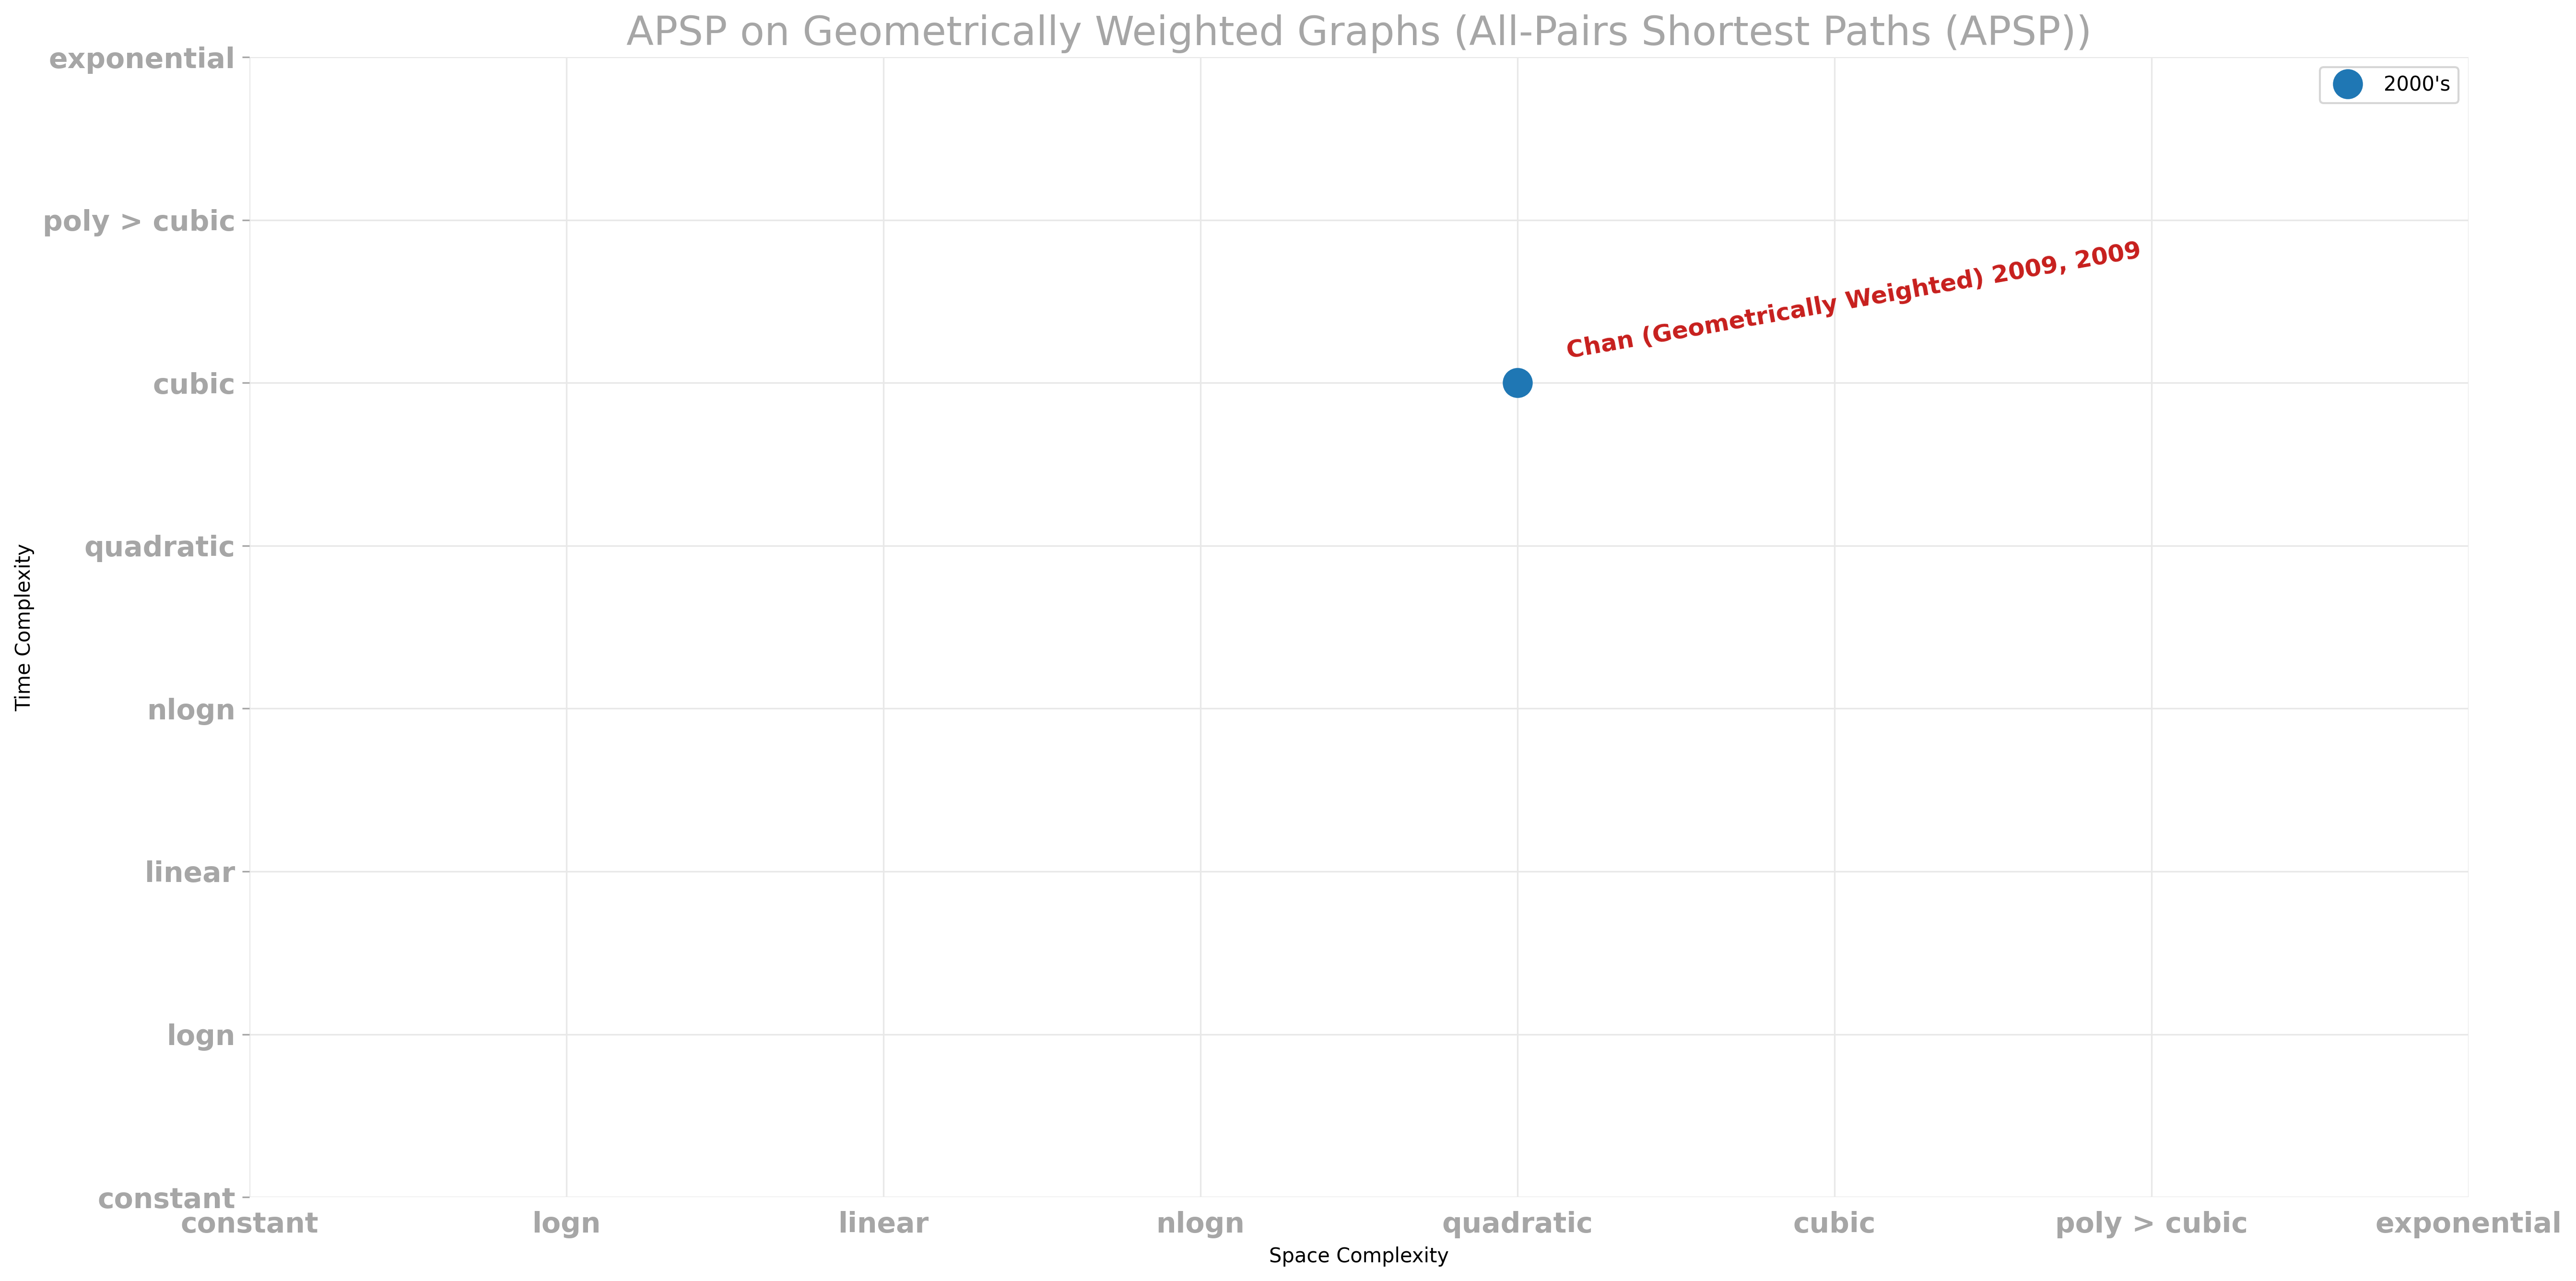 APSP on Geometrically Weighted Graphs (All-Pairs Shortest Paths (APSP))
2000's
exponential
poly > cubic
cubic
quadratic
nlogn
linear
logn
constant
Time Complexity
Chan (Geometrically Weighted) 2009, 2009
constant
logn
linear
nlogn
quadratic
cubic
poly > cubic
exponential
Space Complexity